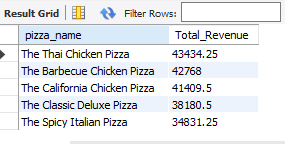 Result Grid Filter Rows:
pizza_name Total_Revenue
The Thai Chicken Pizza 43434.25
The Barbecue Chicken Pizza 42768
The California Chicken Pizza 41409.5
The Classic Deluxe Pizza 38180.5
The Spicy Italian Pizza 34831.25